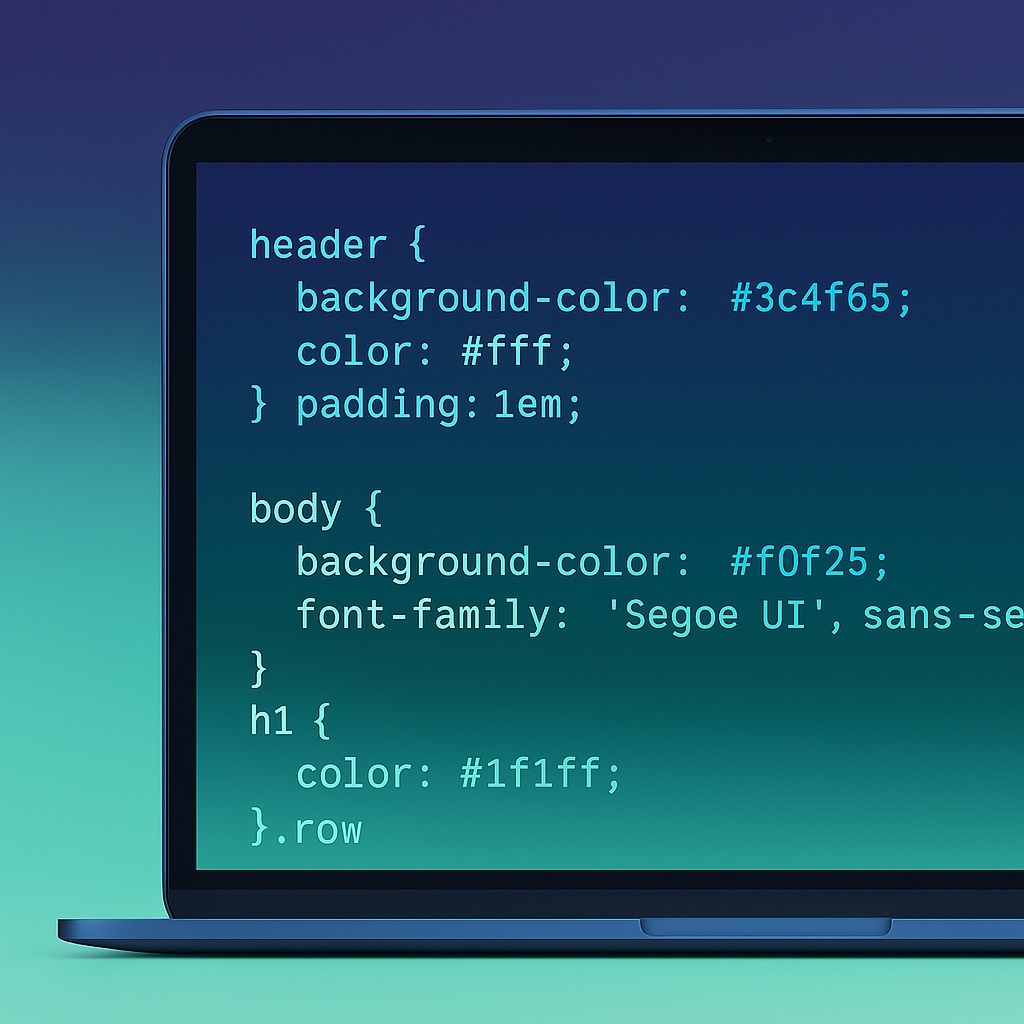 header {
  background-color: #3c4f65;
  color: #fff;
} padding: 1em;
body {
  background-color: #f0f25;
  font-family: 'Segoe UI', sans-se
}
h1 {
  color: #1f1ff;
}.row